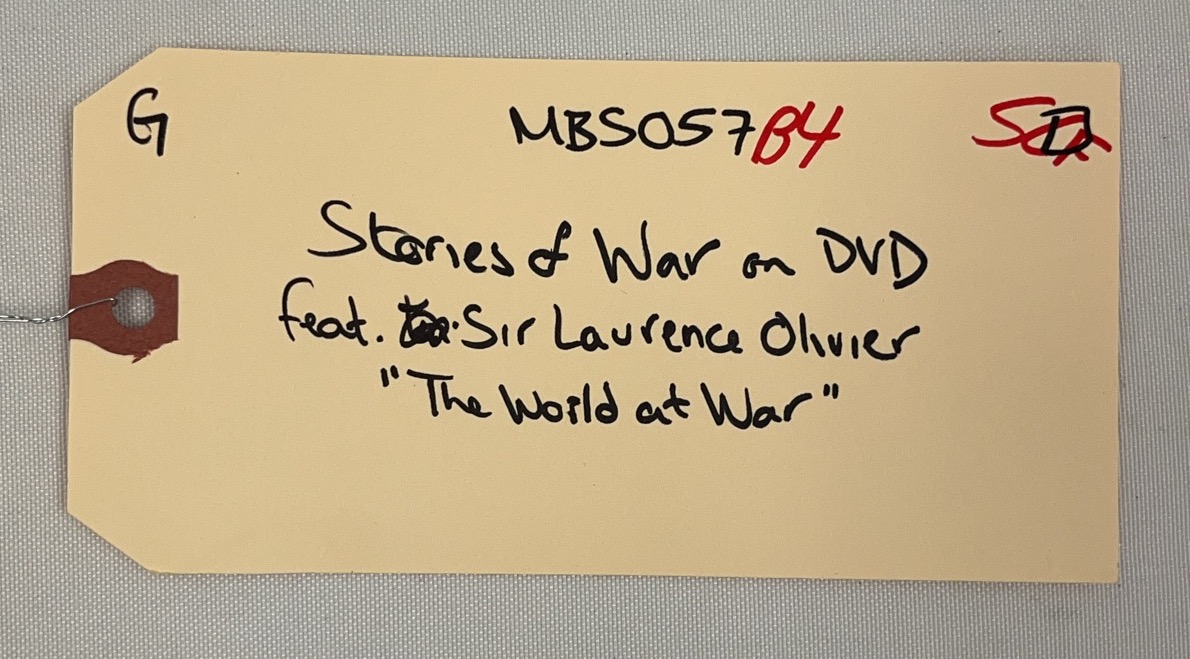 G MBS057B4
Stories of War on DVD
feat. Sir Laurence Olivier
"The World at War"